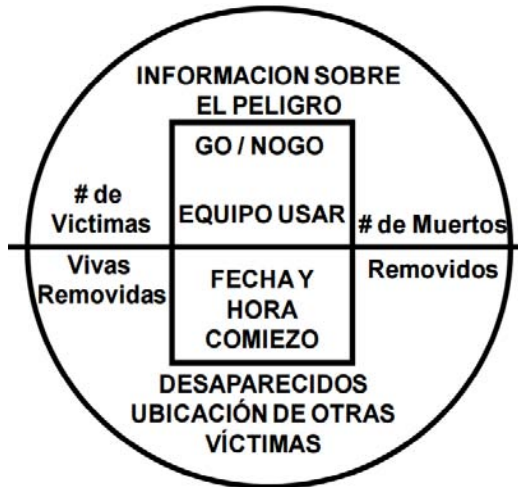 INFORMACION SOBRE
EL PELIGRO
GO / NOGO
# de
Victimas
EQUIPO USAR
# de Muertos
Vivas
Removidas
FECHA Y
HORA
COMIEZO
Removidos
DESAPARECIDOS
UBICACIÓN DE OTRAS
VÍCTIMAS